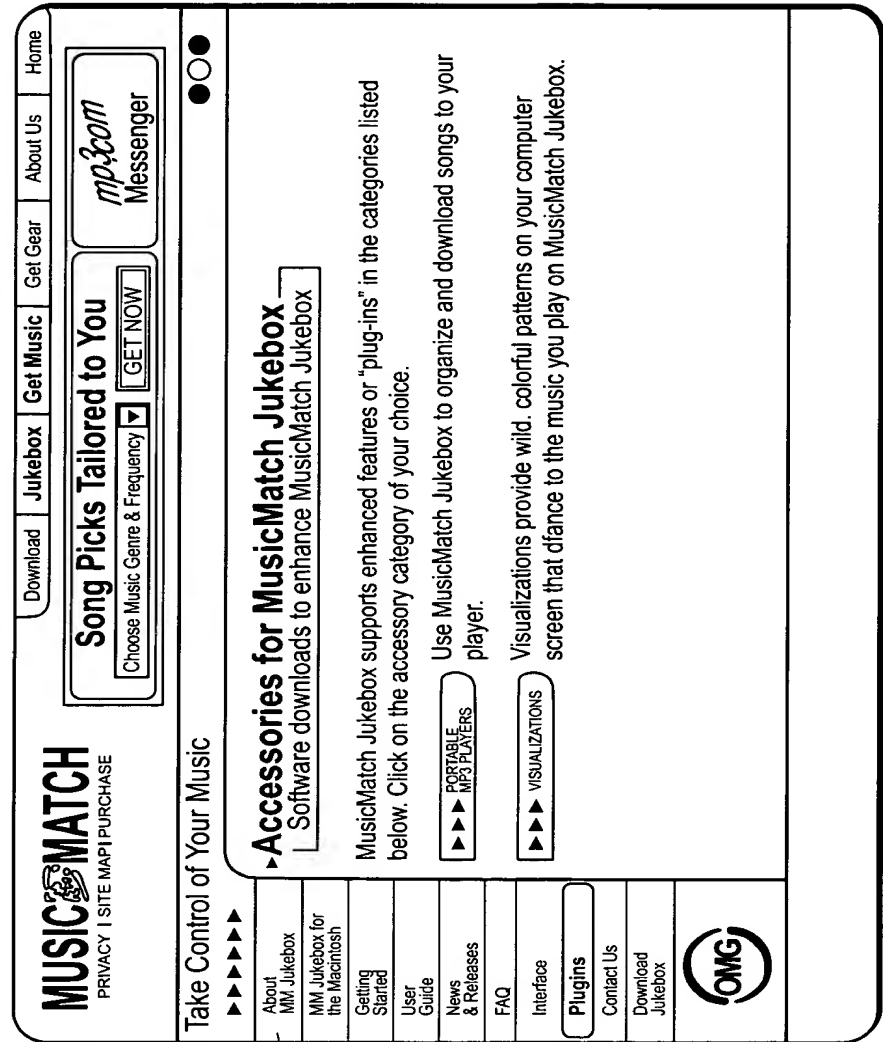 MUSICMATCH
PRIVACY I SITE MAPI PURCHASE
Download
Jukebox
Get Music
Get Gear
About Us
Home
Song Picks Tailored to You
Choose Music Genre & Frequency
GET NOW
mp3.com
Messenger
Take Control of Your Music
About
MM Jukebox
MM Jukebox for
the Macintosh
Getting
Started
User
Guide
News
& Releases
FAQ
Interface
Plugins
Contact Us
Download
Jukebox
OMG
Accessories for MusicMatch Jukebox
Software downloads to enhance MusicMatch Jukebox
MusicMatch Jukebox supports enhanced features or “plug-ins” in the categories listed
below. Click on the accessory category of your choice.
PORTABLE
MP3 PLAYERS
Use MusicMatch Jukebox to organize and download songs to your
player.
VISUALIZATIONS
Visualizations provide wild. colorful patterns on your computer
screen that dfance to the music you play on MusicMatch Jukebox.